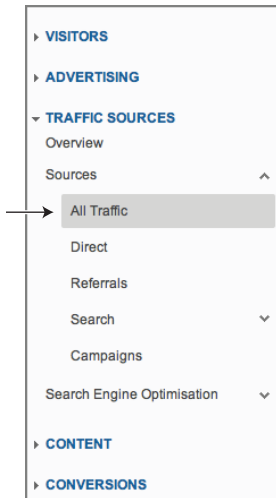 VISITORS
ADVERTISING
TRAFFIC SOURCES
Overview
Sources
All Traffic
Direct
Referrals
Search
Campaigns
Search Engine Optimisation
CONTENT
CONVERSIONS